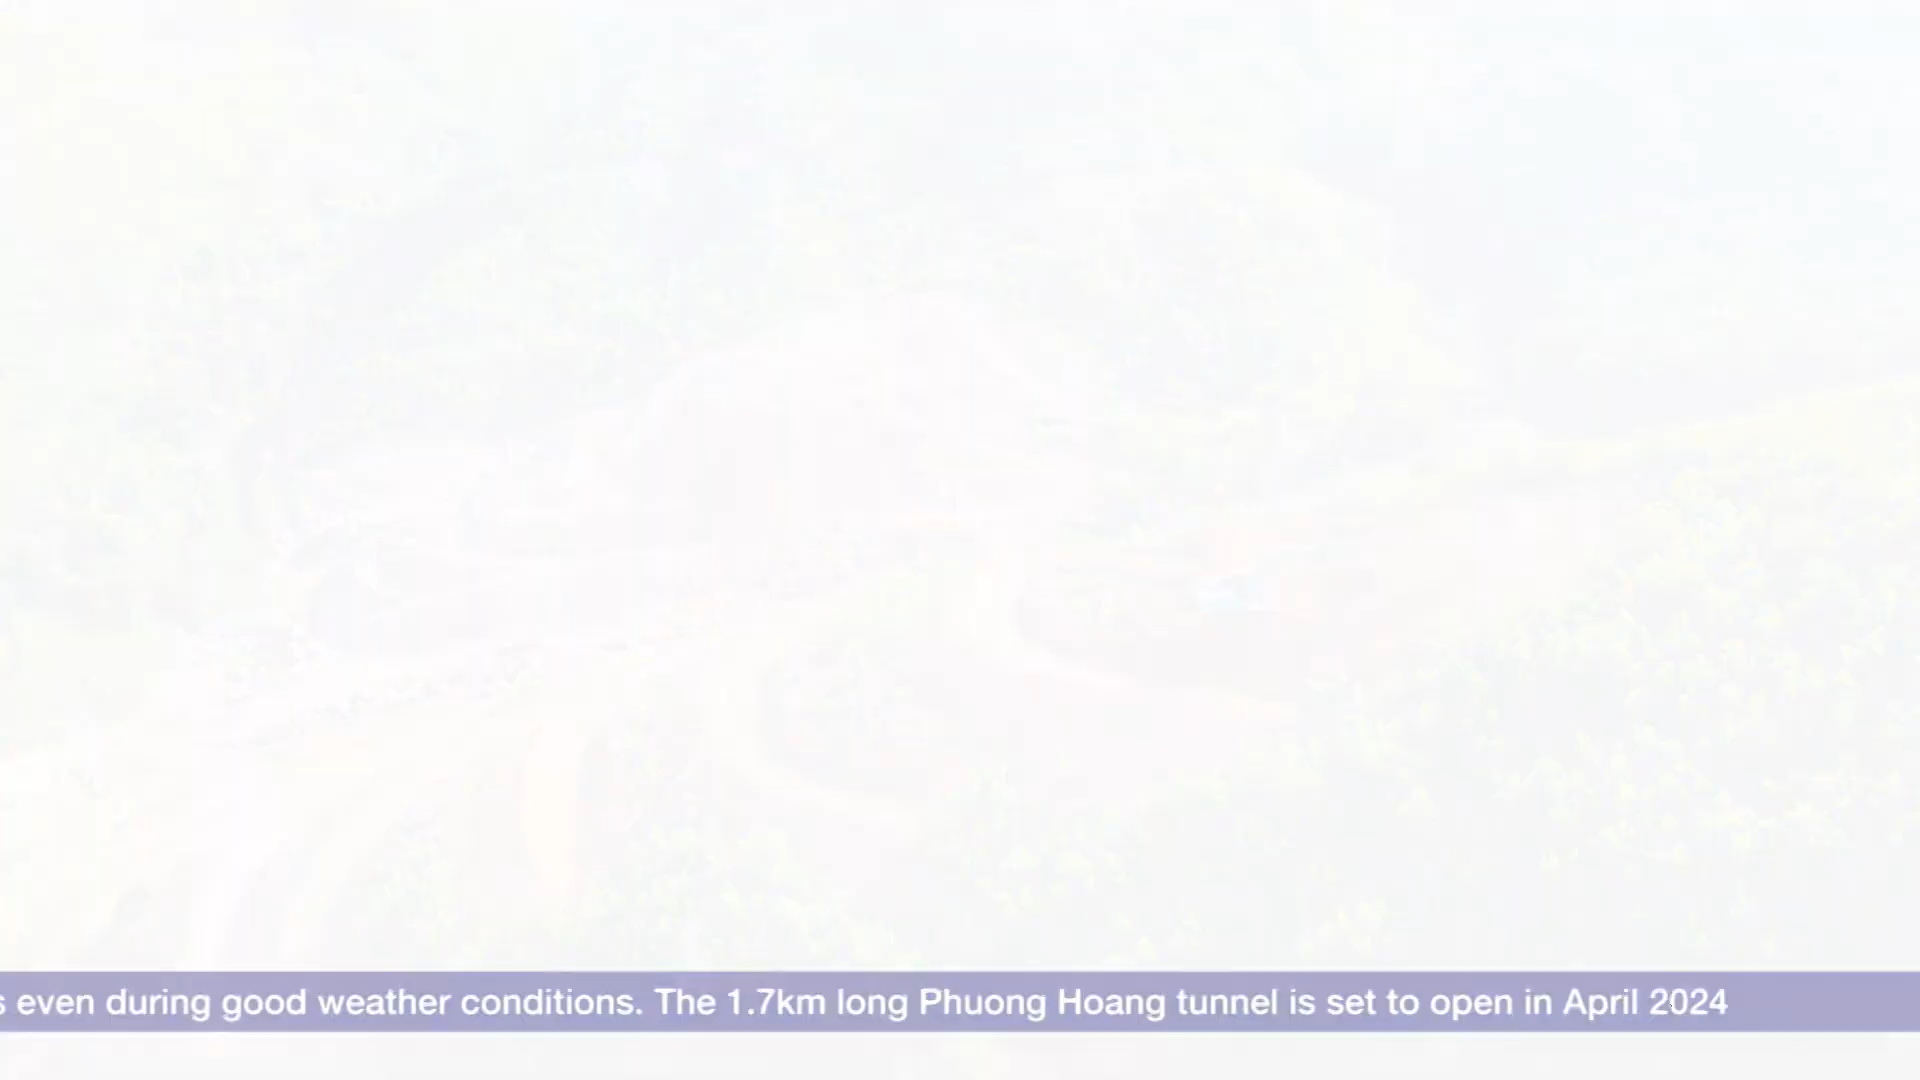 even during good weather conditions. The 1.7km long Phuong Hoang tunnel is set to open in April 2024